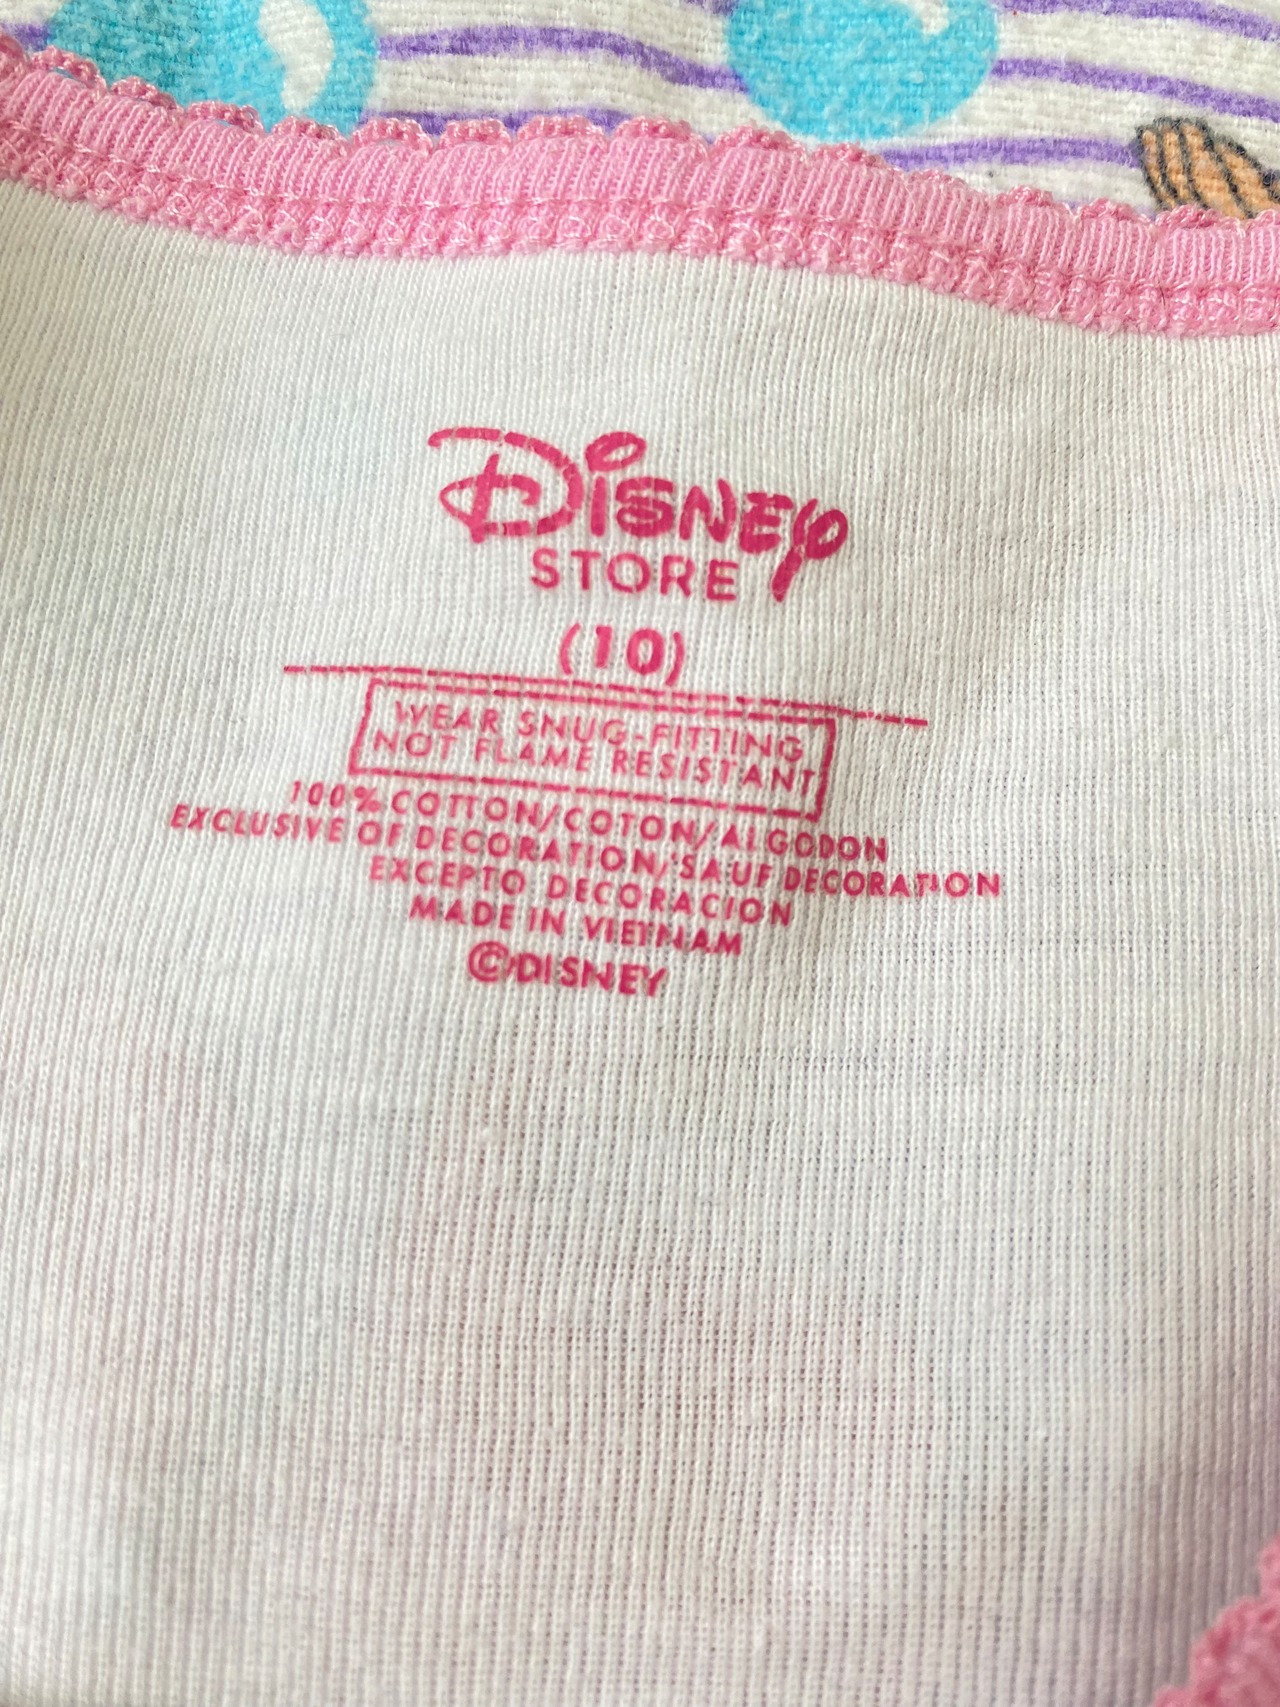 Disney
STORE
(10)
WEAR SNUG-FITTING
NOT FLAME RESISTANT
100% COTTON/COTON/ALGODON
EXCLUSIVE OF DECORATION/SAUF DECORATION
EXCEPTO DECORACION
MADE IN VIETNAM
©DISNEY